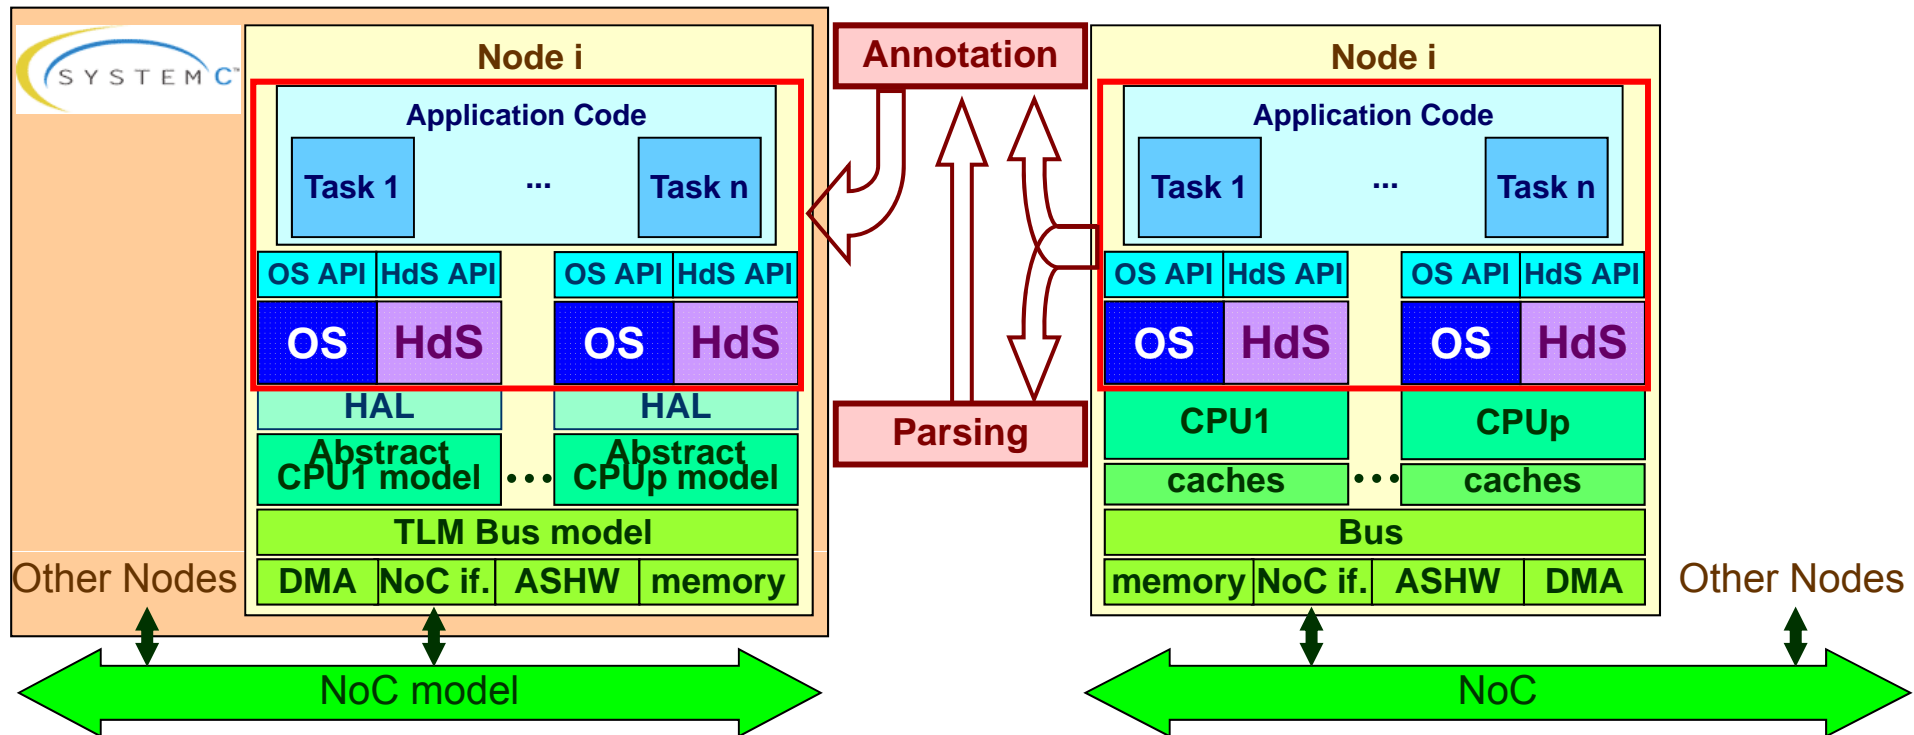 SYSTEM C™
Node i
Application Code
Task 1 ... Task n
OS API HdS API OS API HdS API
OS HdS OS HdS
HAL HAL
Abstract Abstract
CPU1 model ... CPUp model
TLM Bus model
DMA NoC if. ASHW memory
Other Nodes
NoC model
Annotation
Parsing
Node i
Application Code
Task 1 ... Task n
OS API HdS API OS API HdS API
OS HdS OS HdS
CPU1 CPUp
caches ... caches
Bus
memory NoC if. ASHW DMA
Other Nodes
NoC